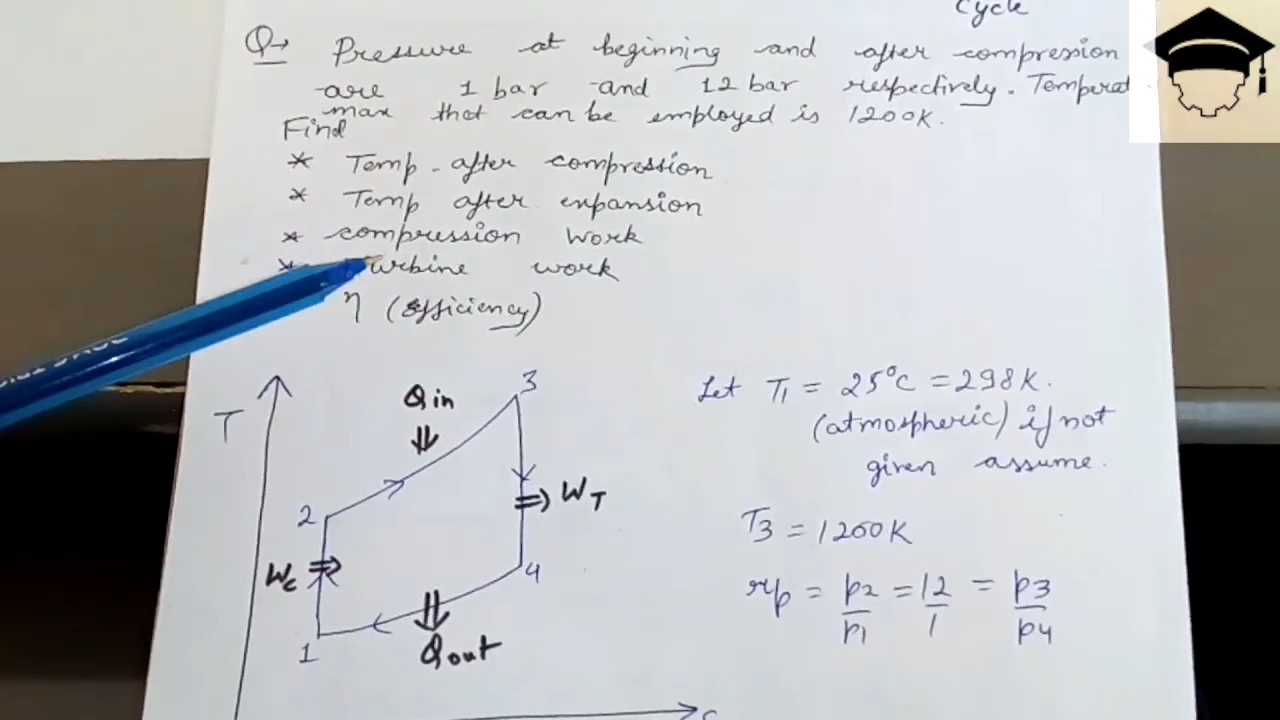 Cycle
Q→ Pressure at beginning and after compression
are 1 bar and 12 bar respectively. Temperat
max that can be employed is 1200K.
Find
* Temp. after compression
* Temp after expansion
* compression Work
* Turbine work
η (efficiency)
T
Qin
3
2
WT
Wc
4
1
Qout
Let T1 = 25°C = 298K.
(atmospheric) if not
given assume.
T3 = 1200K
rp = p2/p1 = 12/1 = p3/p4